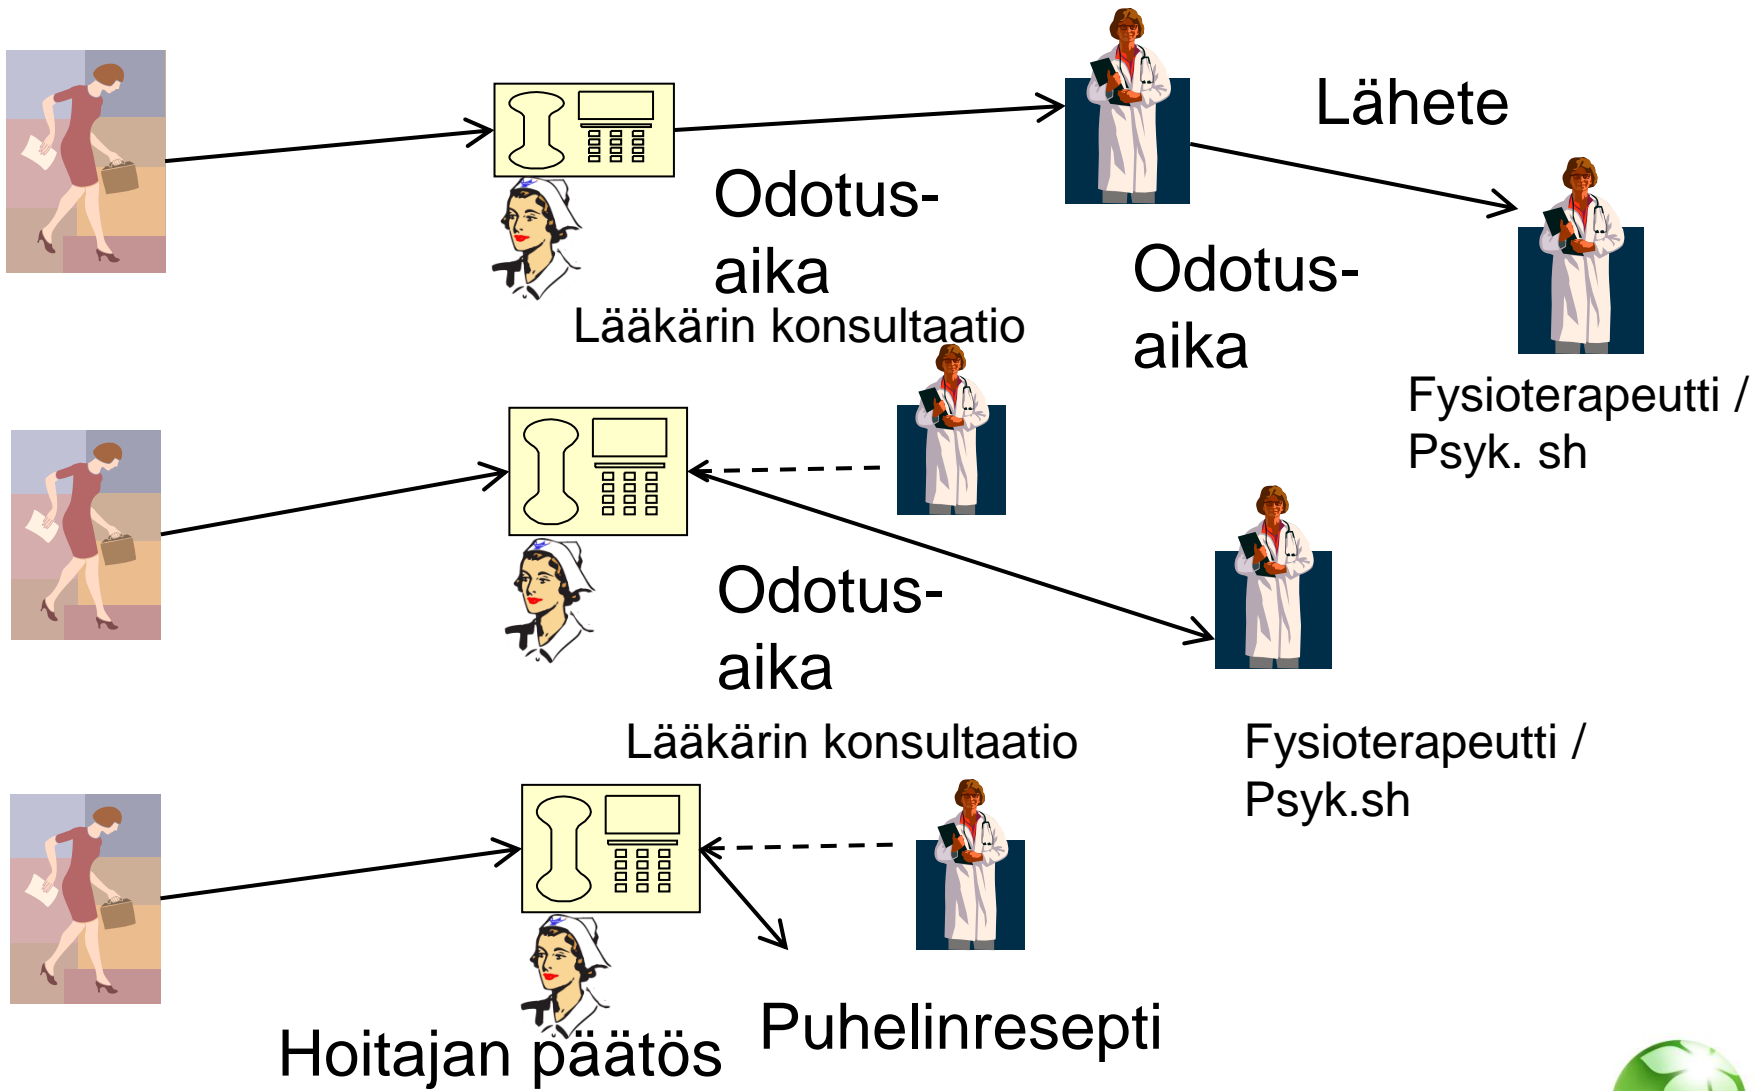 Lähete
Odotus-
aika
Odotus-
aika
Lääkärin konsultaatio
Fysioterapeutti /
Psyk. sh
Odotus-
aika
Lääkärin konsultaatio
Fysioterapeutti /
Psyk.sh
Puhelinresepti
Hoitajan päätös